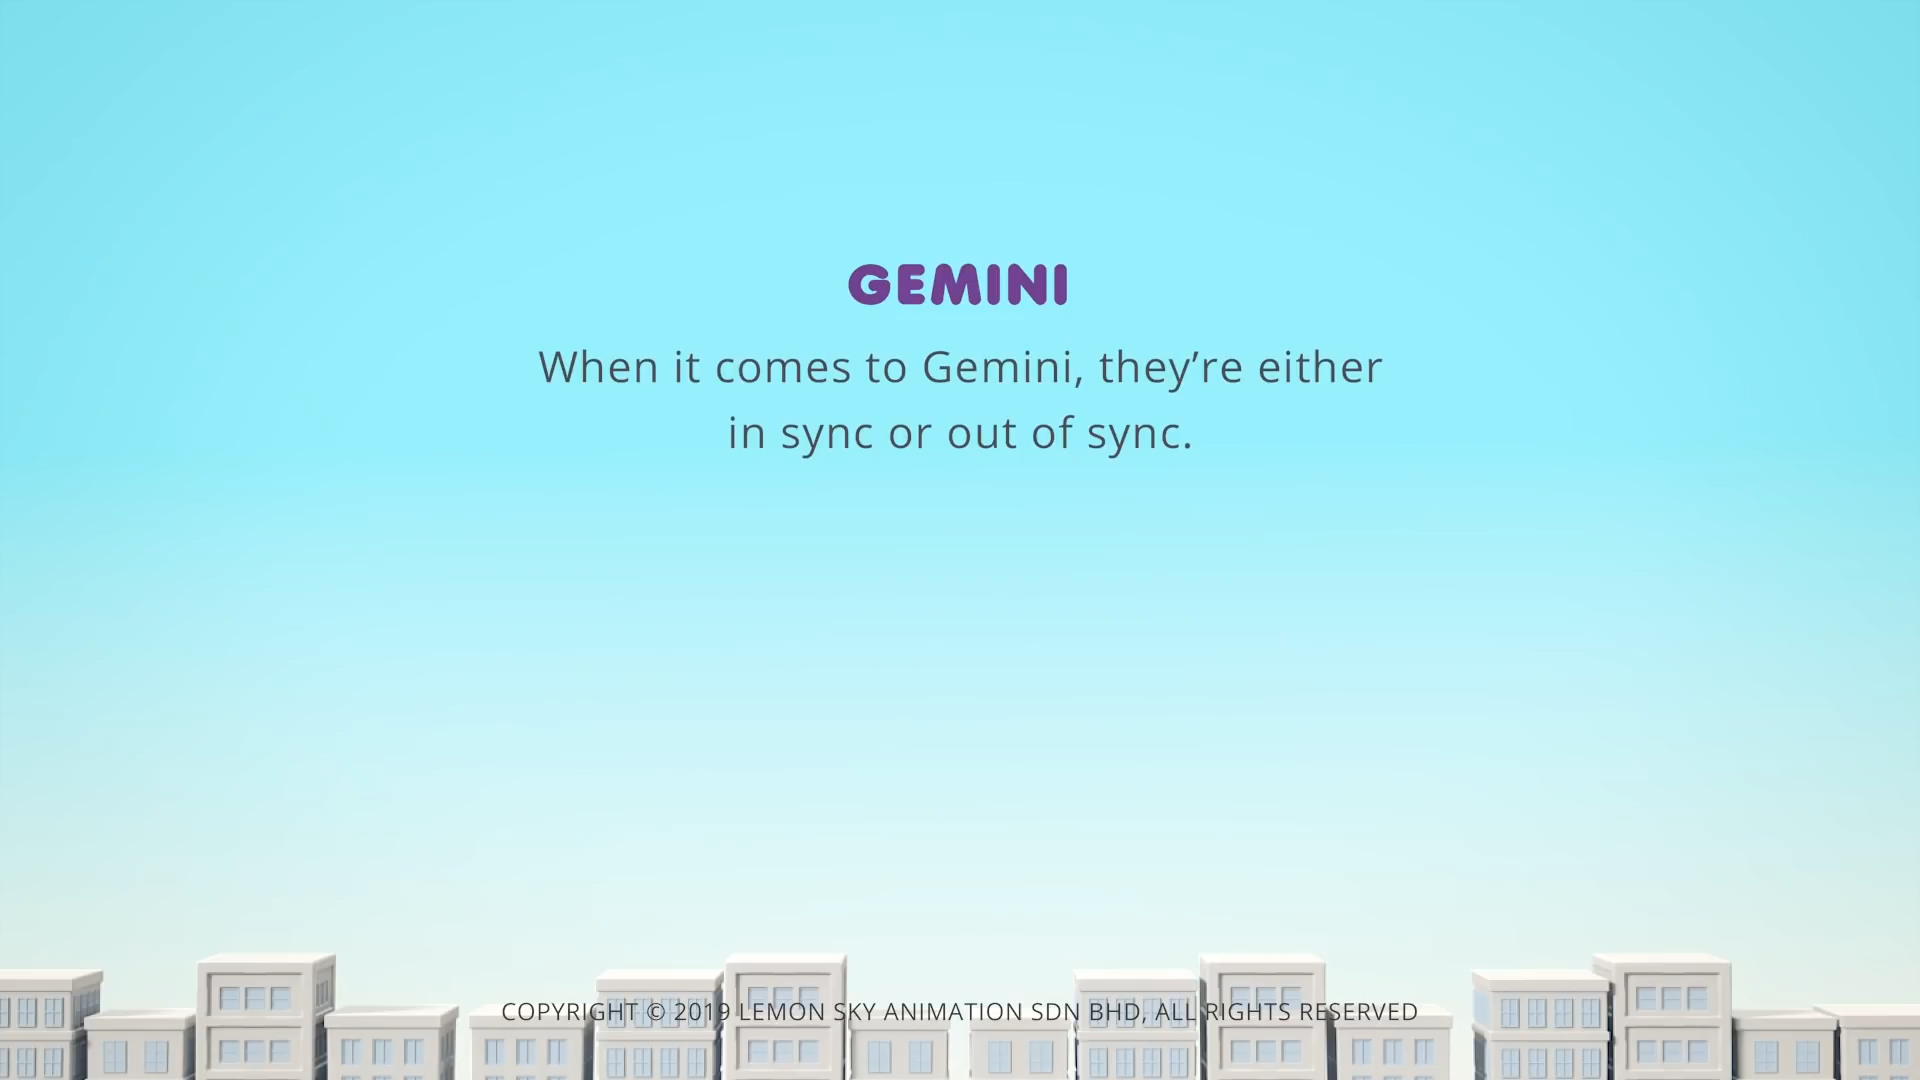 GEMINI
When it comes to Gemini, they’re either
in sync or out of sync.
COPYRIGHT © 2019 LEMON SKY ANIMATION SDN BHD, ALL RIGHTS RESERVED